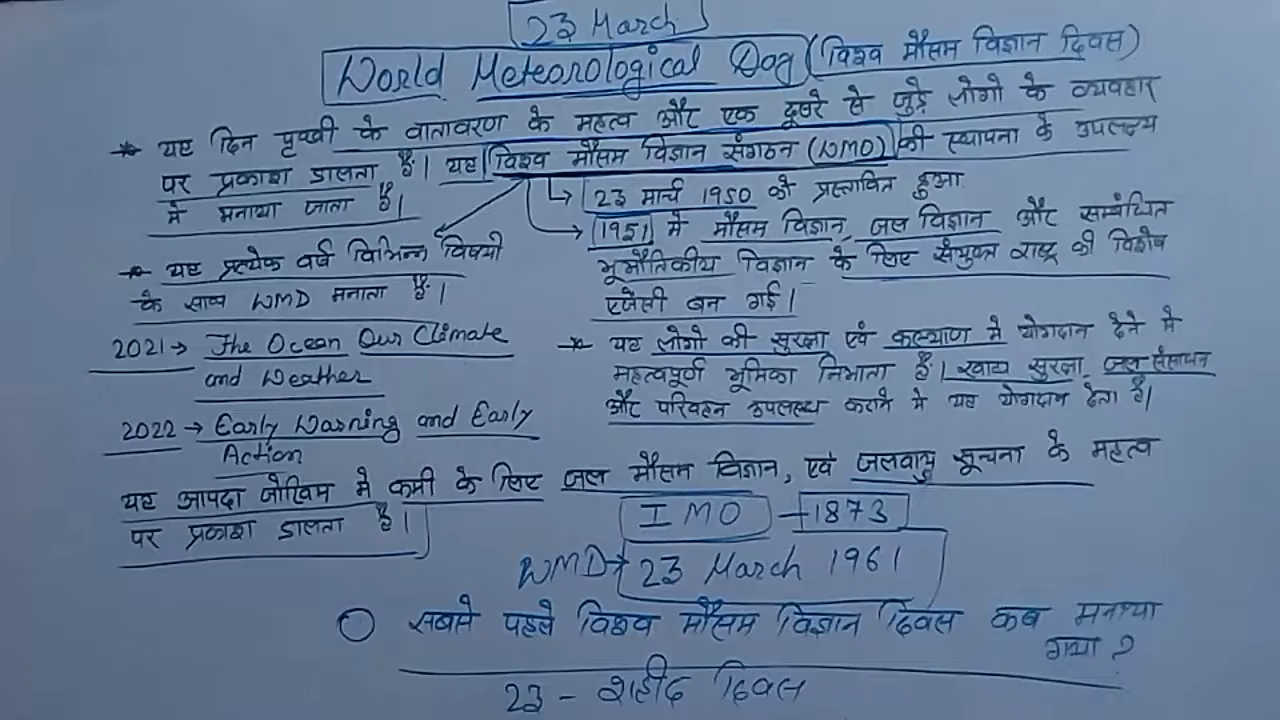 23 March
World Meteorological Day (विश्व मौसम विज्ञान दिवस)
* यह दिन पृथ्वी के वातावरण के महत्व और एक दूसरे से जुड़े लोगो के व्यवहार
पर प्रकाश डालता है। यह विश्व मौसम विज्ञान संगठन (WMO) की स्थापना के उपलक्ष्य
मे मनाया जाता है।
→ 23 मार्च 1950 को प्रस्तावित हुआ
→ 1951 मे मौसम विज्ञान, जल विज्ञान और सम्बंधित
भूभौतिकीय विज्ञान के लिए संयुक्त राष्ट्र की विशेष
एजेंसी बन गई।
* यह प्रत्येक वर्ष विभिन्न विषयो
के साथ WMO मनाता है।
2021 → The Ocean Our Climate
and Weather
2022 → Early Warning and Early
Action
* यह लोगो की सुरक्षा एवं कल्याण मे योगदान देने मे
महत्वपूर्ण भूमिका निभाता है। खाद्य सुरक्षा, जल संसाधन
और परिवहन उपलब्ध कराने मे यह योगदान देता है।
यह आपदा जोखिम मे कमी के लिए जल मौसम विज्ञान, एवं जलवायु सूचना के महत्व
पर प्रकाश डालता है।
IMO – 1873
WMO → 23 March 1961
सबसे पहले विश्व मौसम विज्ञान दिवस कब मनाया
गया ?
23 – शहीद दिवस